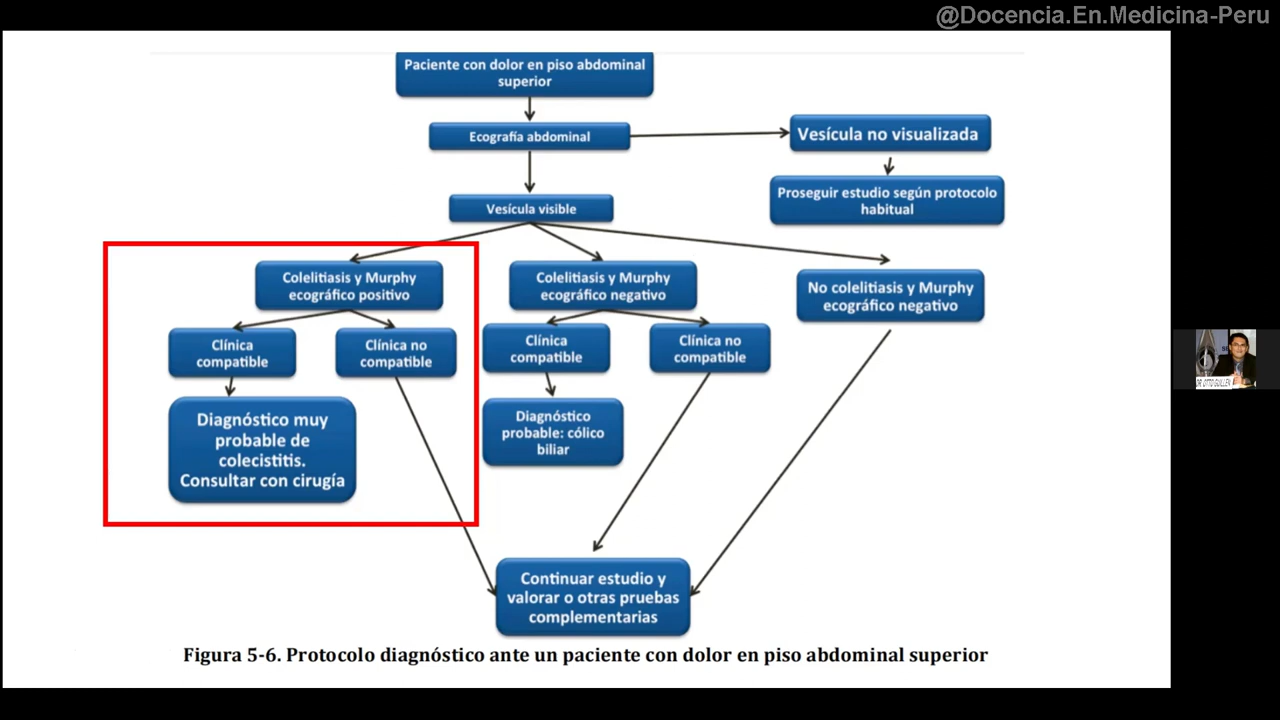 @Docencia.En.Medicina-Peru
Paciente con dolor en piso abdominal
superior
Ecografía abdominal
Vesícula no visualizada
Proseguir estudio según protocolo
habitual
Vesícula visible
Colelitiasis y Murphy
ecográfico positivo
Colelitiasis y Murphy
ecográfico negativo
No colelitiasis y Murphy
ecográfico negativo
Clínica
compatible
Clínica no
compatible
Clínica
compatible
Clínica no
compatible
Diagnóstico muy
probable de
colecistitis.
Consultar con cirugía
Diagnóstico
probable: cólico
biliar
Continuar estudio y
valorar o otras pruebas
complementarias
Figura 5-6. Protocolo diagnóstico ante un paciente con dolor en piso abdominal superior
DR. OTTO GUILLEN